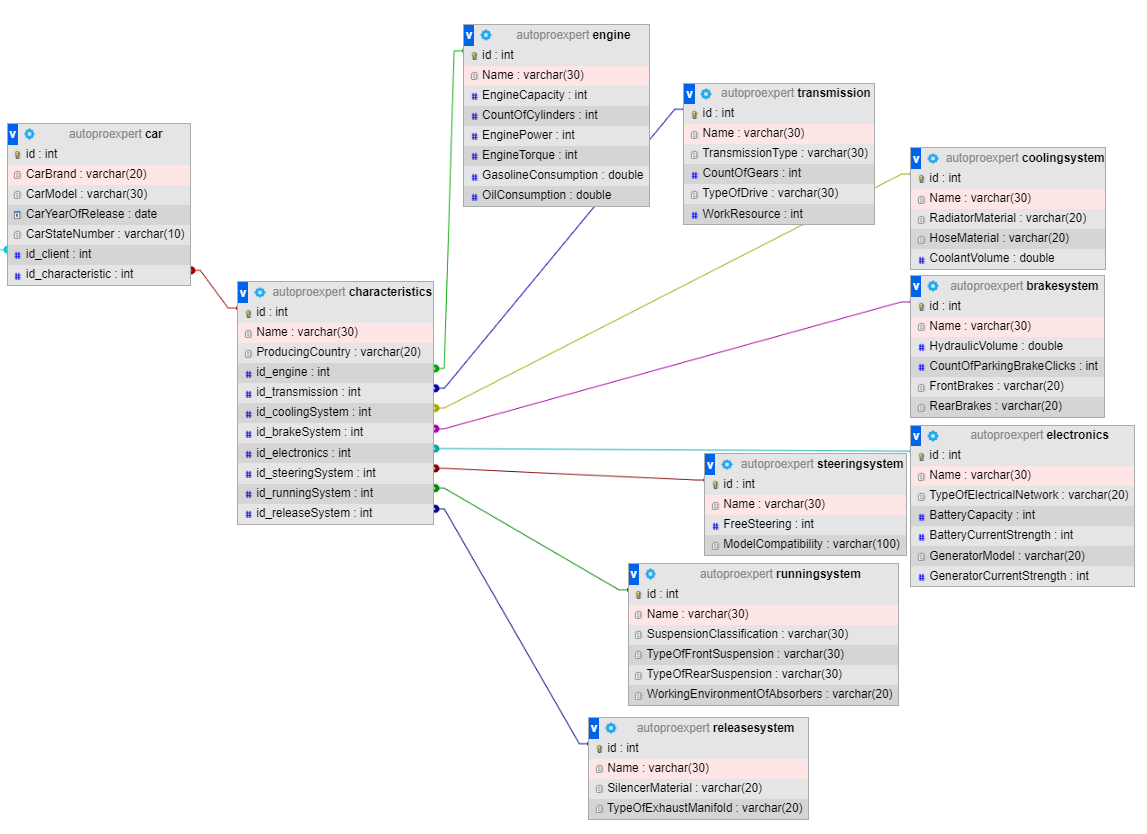 autoproexpert car
id : int
CarBrand : varchar(20)
CarModel : varchar(30)
CarYearOfRelease : date
CarStateNumber : varchar(10)
id_client : int
id_characteristic : int
autoproexpert characteristics
id : int
Name : varchar(30)
ProducingCountry : varchar(20)
id_engine : int
id_transmission : int
id_coolingSystem : int
id_brakeSystem : int
id_electronics : int
id_steeringSystem : int
id_runningSystem : int
id_releaseSystem : int
autoproexpert engine
id : int
Name : varchar(30)
EngineCapacity : int
CountOfCylinders : int
EnginePower : int
EngineTorque : int
GasolineConsumption : double
OilConsumption : double
autoproexpert transmission
id : int
Name : varchar(30)
TransmissionType : varchar(30)
CountOfGears : int
TypeOfDrive : varchar(30)
WorkResource : int
autoproexpert coolingsystem
id : int
Name : varchar(30)
RadiatorMaterial : varchar(20)
HoseMaterial : varchar(20)
CoolantVolume : double
autoproexpert brakesystem
id : int
Name : varchar(30)
HydraulicVolume : double
CountOfParkingBrakeClicks : int
FrontBrakes : varchar(20)
RearBrakes : varchar(20)
autoproexpert electronics
id : int
Name : varchar(30)
TypeOfElectricalNetwork : varchar(20)
BatteryCapacity : int
BatteryCurrentStrength : int
GeneratorModel : varchar(20)
GeneratorCurrentStrength : int
autoproexpert steeringsystem
id : int
Name : varchar(30)
FreeSteering : int
ModelCompatibility : varchar(100)
autoproexpert runningsystem
id : int
Name : varchar(30)
SuspensionClassification : varchar(30)
TypeOfFrontSuspension : varchar(30)
TypeOfRearSuspension : varchar(30)
WorkingEnvironmentOfAbsorbers : varchar(20)
autoproexpert releasesystem
id : int
Name : varchar(30)
SilencerMaterial : varchar(20)
TypeOfExhaustManifold : varchar(20)